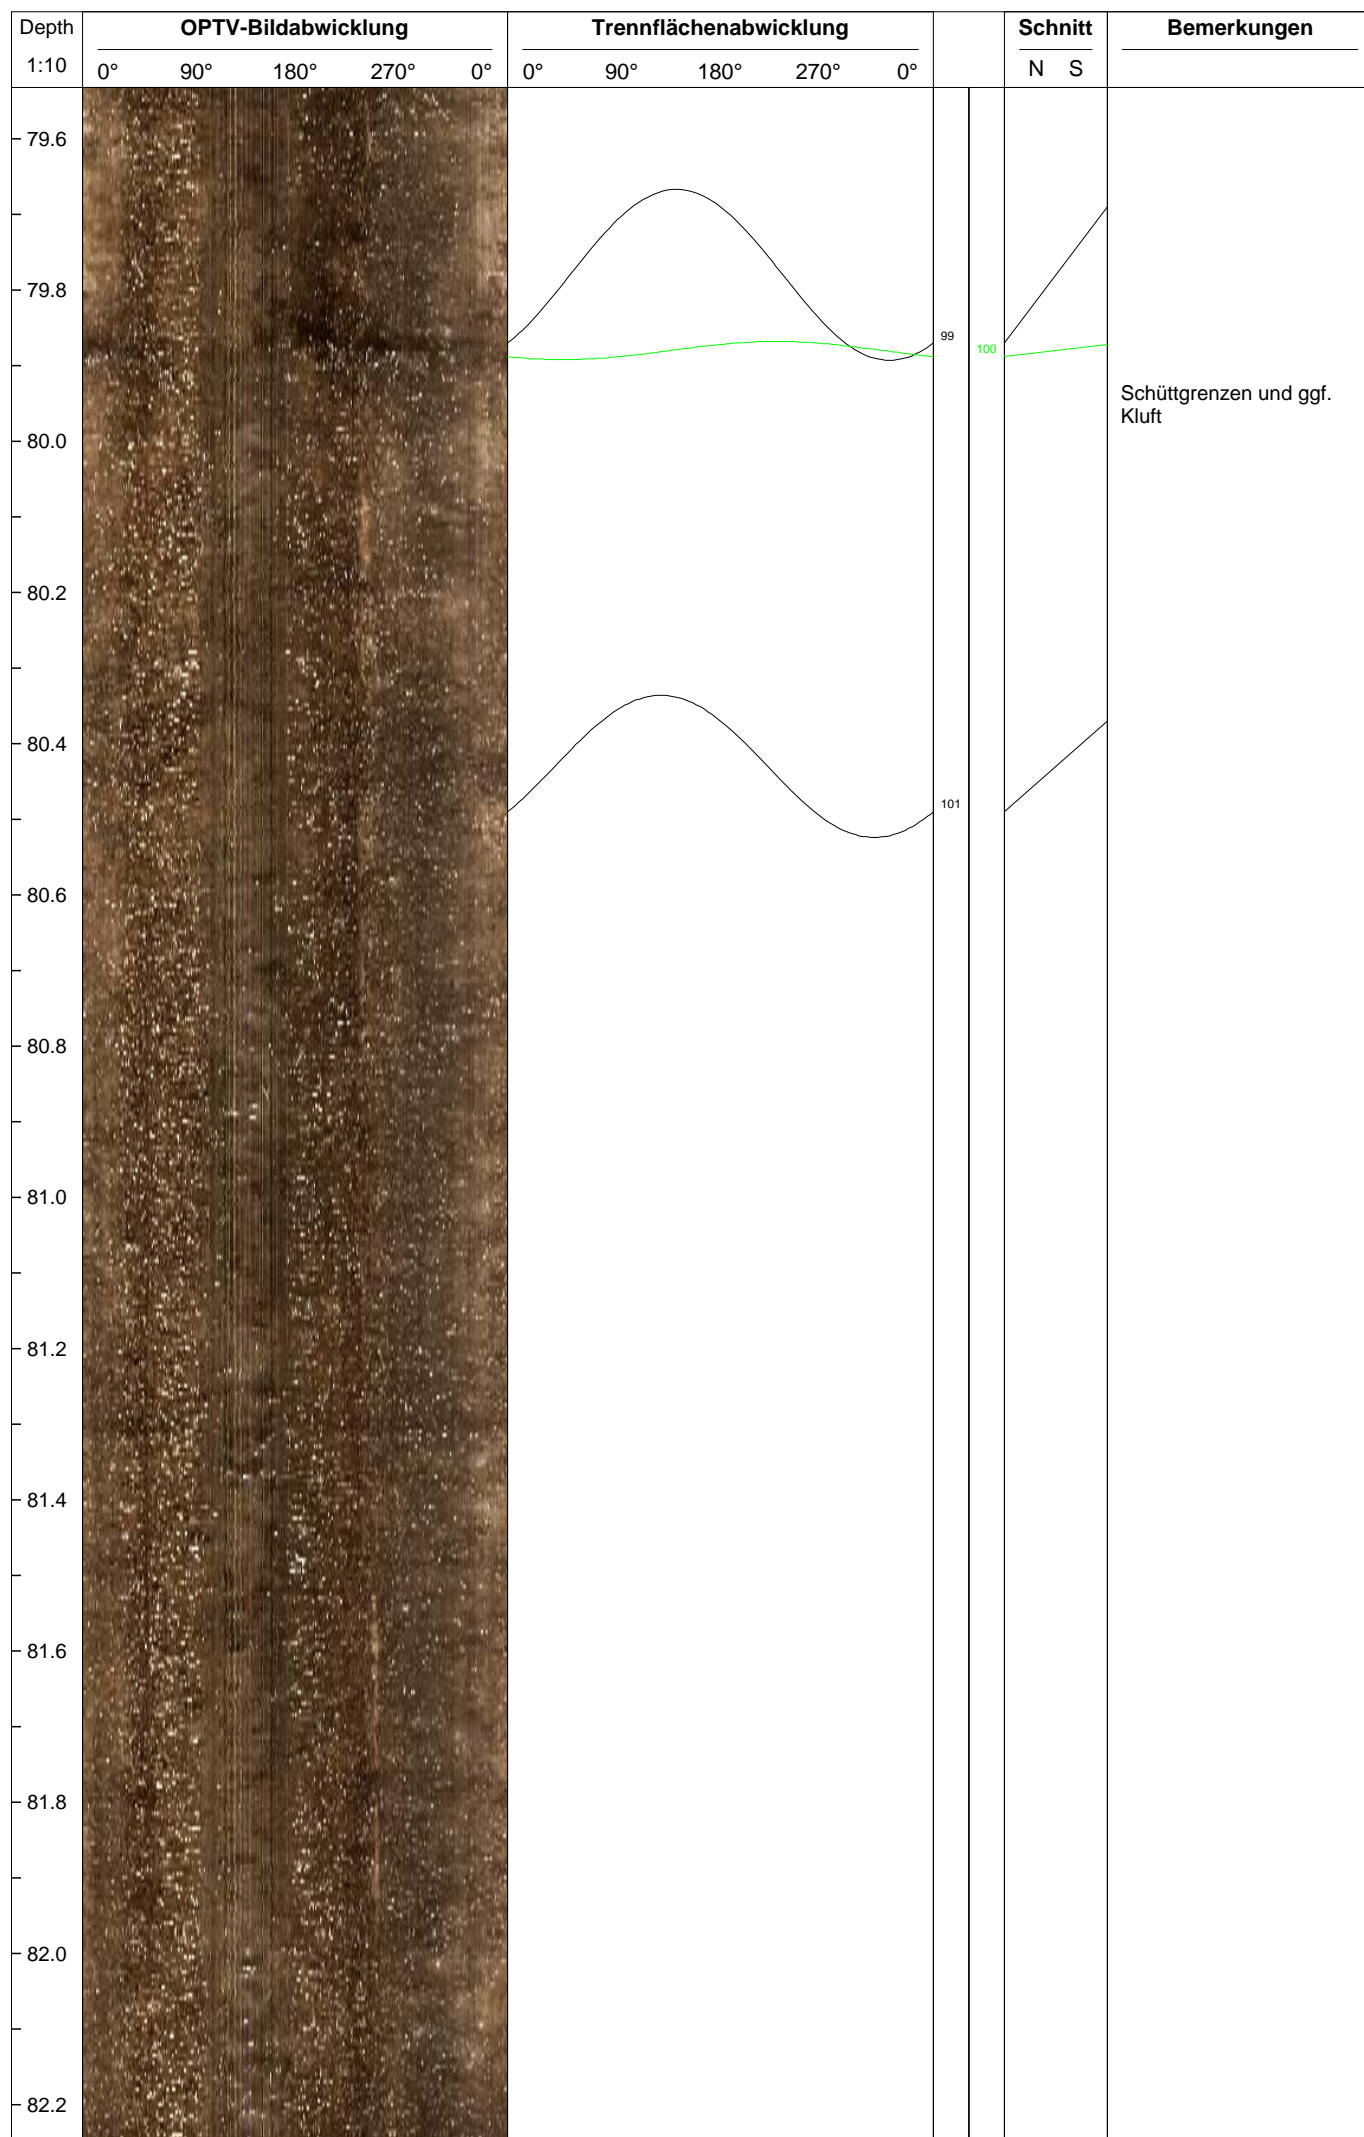 Depth
1:10
OPTV-Bildabwicklung
0° 90° 180° 270° 0°
Trennflächenabwicklung
0° 90° 180° 270° 0°
Schnitt
N S
Bemerkungen
79.6
79.8
99
100
Schüttgrenzen und ggf.
Kluft
80.0
80.2
80.4
101
80.6
80.8
81.0
81.2
81.4
81.6
81.8
82.0
82.2